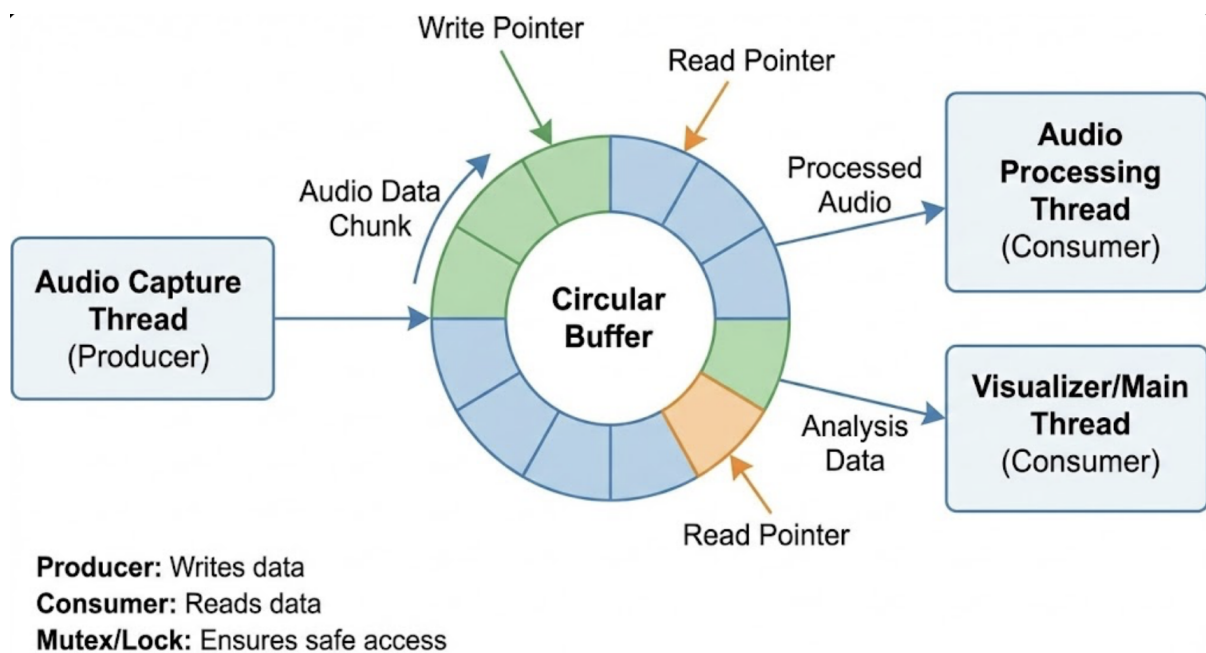 Write Pointer
Read Pointer
Audio Data
Chunk
Processed
Audio
Audio
Processing
Thread
(Consumer)
Audio Capture
Thread
(Producer)
Circular
Buffer
Visualizer/Main
Thread
(Consumer)
Analysis
Data
Read Pointer
Producer: Writes data
Consumer: Reads data
Mutex/Lock: Ensures safe access